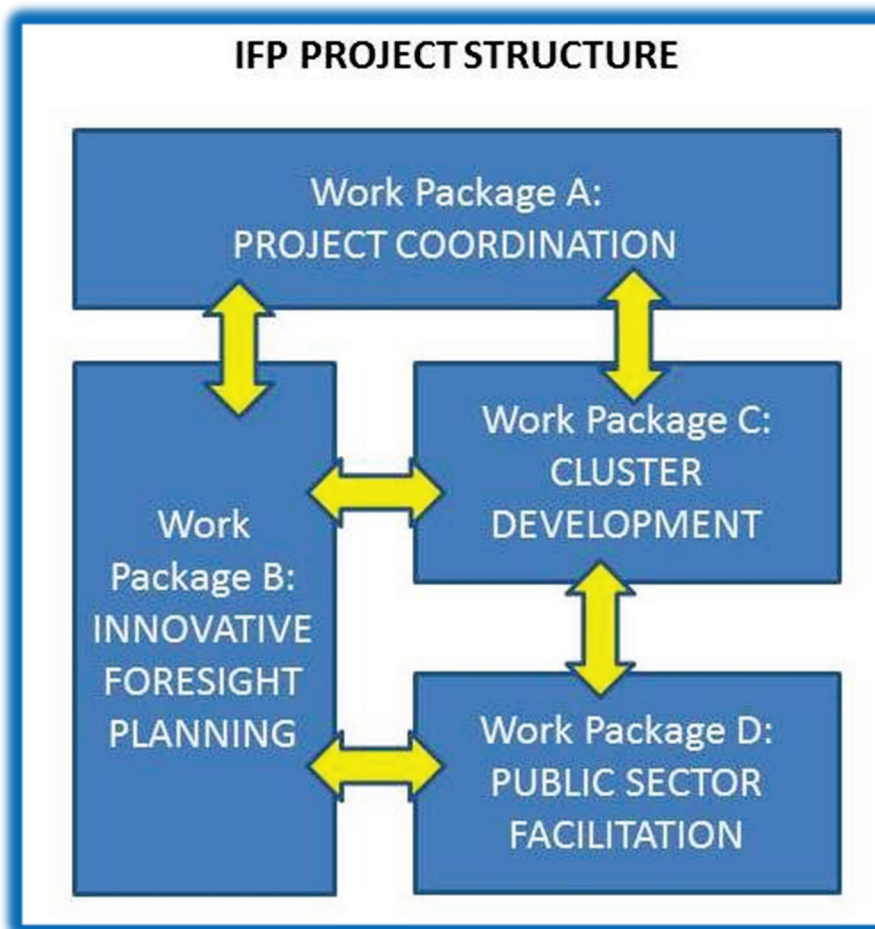 IFP PROJECT STRUCTURE
Work Package A:
PROJECT COORDINATION
Work Package C:
CLUSTER
DEVELOPMENT
Work
Package B:
INNOVATIVE
FORESIGHT
PLANNING
Work Package D:
PUBLIC SECTOR
FACILITATION